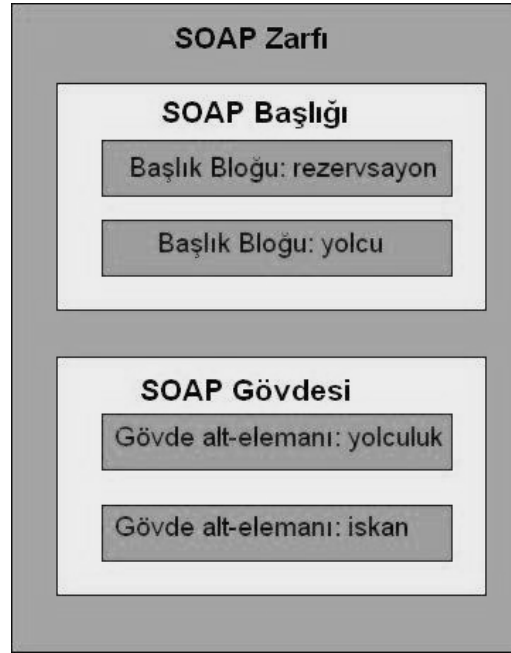 SOAP Zarfı
SOAP Başlığı
Başlık Bloğu: rezervsayon
Başlık Bloğu: yolcu
SOAP Gövdesi
Gövde alt-elemanı: yolculuk
Gövde alt-elemanı: iskan